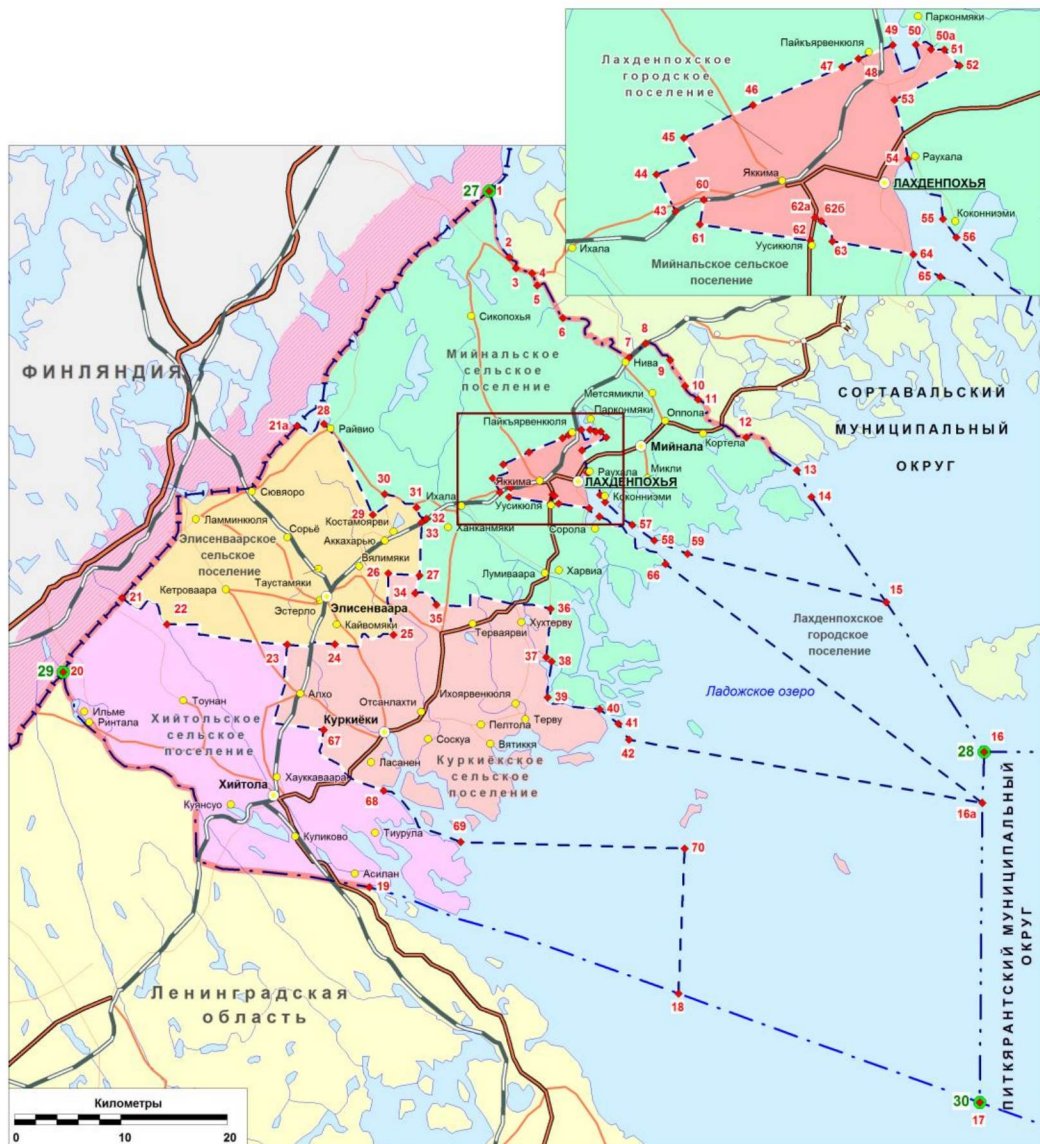 Парконмяки
49
50
50а
51
52
Пайкъярвенкюля
47
48
Лахденпохское
городское
поселение
46
53
45
44
54
Раухала
Яккима
ЛАХДЕНПОХЬЯ
60
43
61
62а
62б
55
Коконниэми
56
Ихала
62
63
Уусикюля
64
65
Мийнальское сельское
поселение
27
1
2
3
4
5
6
Сикопохья
7
8
Нива
9
10
11
ФИНЛЯНДИЯ
Мийнальское
сельское
поселение
Метсямикли
Парконмяки
Оппола
12
Кортела
СОРТАВАЛЬСКИЙ
МУНИЦИПАЛЬНЫЙ
ОКРУГ
28
21а
Райвио
Пайкъярвенкюля
Мийнала
13
14
Раухала
Микли
Яккима
ЛАХДЕНПОХЬЯ
Коконниэми
30
31
Ихала
Уусикюля
Сювяоро
29
32
33
Ламминкюля
Сорьё
Костамоярви
Ханканмяки
Сорола
57
58
59
Элисенваарское
сельское
поселение
Аккахарью
Вялимяки
26
27
Лумиваара
Харвиа
66
15
Таустамяки
Кетроваара
34
35
21
22
Эстерло
Элисенваара
36
Лахденпохское
городское
поселение
Кайвомяки
25
Терваярви
Хухтерву
23
24
37
38
29
20
Алхо
39
Ладожское озеро
Тоунан
Отсанлахти
Ихоярвенкюля
40
41
42
Ильме
Ринтала
Хийтольское
сельское
поселение
67
Куркиёки
Пелтола
Терву
Соскуа
Вятиккя
28
16
Ласанен
Куркиёкское
сельское
поселение
Хауккаваара
Хийтола
68
16а
Куянсуо
Тиурула
69
70
Куликово
Асилан
19
ПИТКЯРАНТСКИЙ МУНИЦИПАЛЬНЫЙ
ОКРУГ
Ленинградская
область
18
30
17
Километры
0
10
20